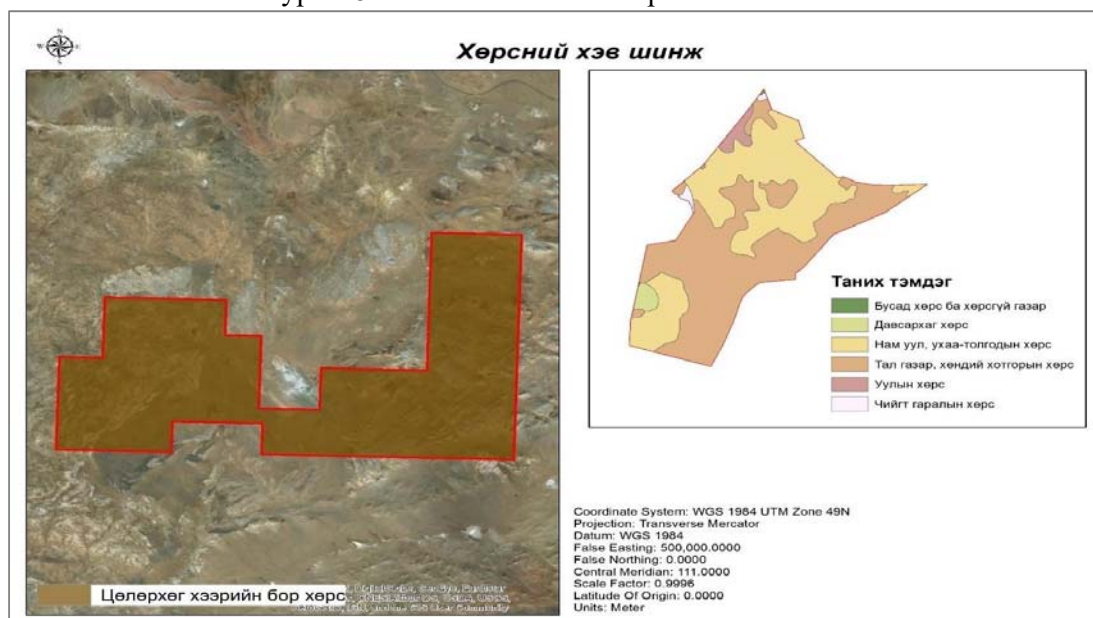 N
W E
S
Хөрсний хэв шинж
Таних тэмдэг
Бусад хөрс ба хөрсгүй газар
Давсархаг хөрс
Нам уул, ухаа-толгодын хөрс
Тал газар, хөндий хотгорын хөрс
Уулын хөрс
Чийгт гаралын хөрс
Цөлөрхөг хээрийн бор хөрс
Coordinate System: WGS 1984 UTM Zone 49N
Projection: Transverse Mercator
Datum: WGS 1984
False Easting: 500,000.0000
False Northing: 0.0000
Central Meridian: 111.0000
Scale Factor: 0.9996
Latitude Of Origin: 0.0000
Units: Meter